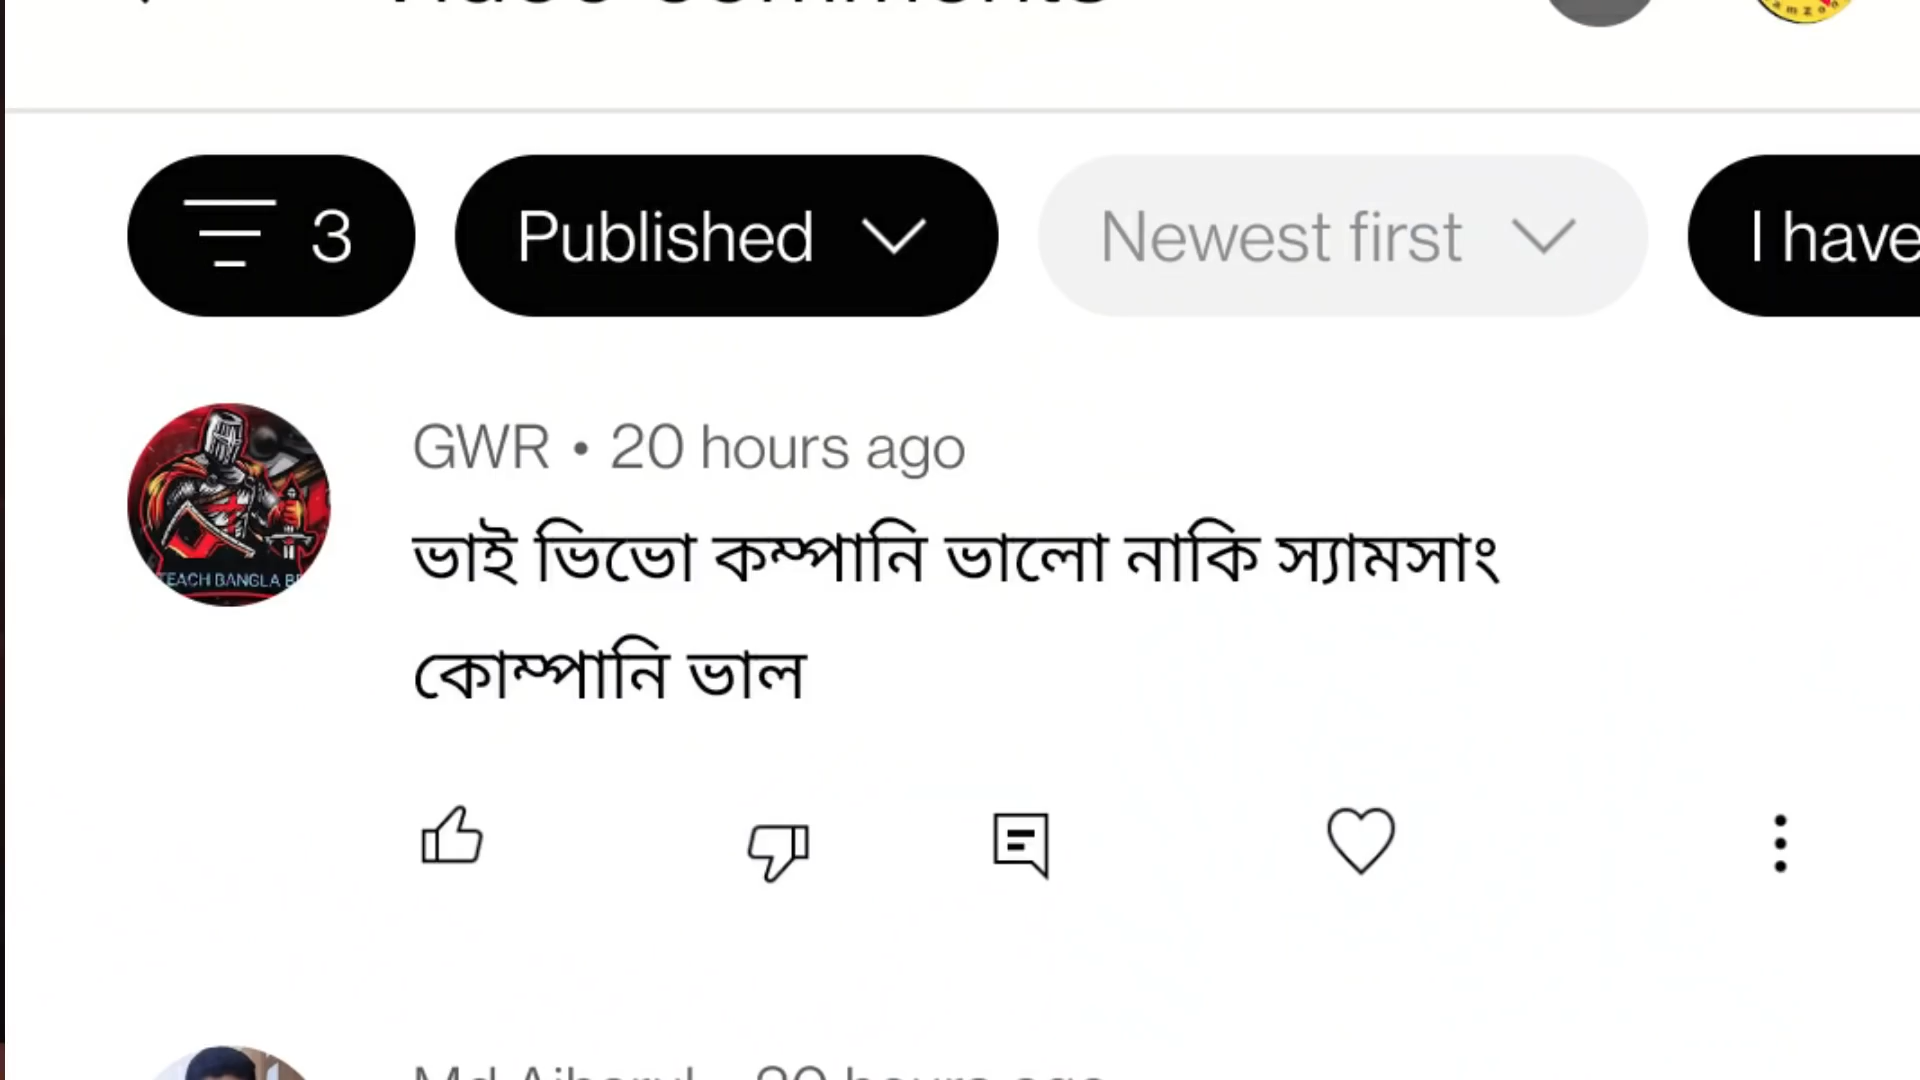 3 Published Newest first I have
GWR • 20 hours ago
ভাই ভিভো কম্পানি ভালো নাকি স্যামসাং
কোম্পানি ভাল